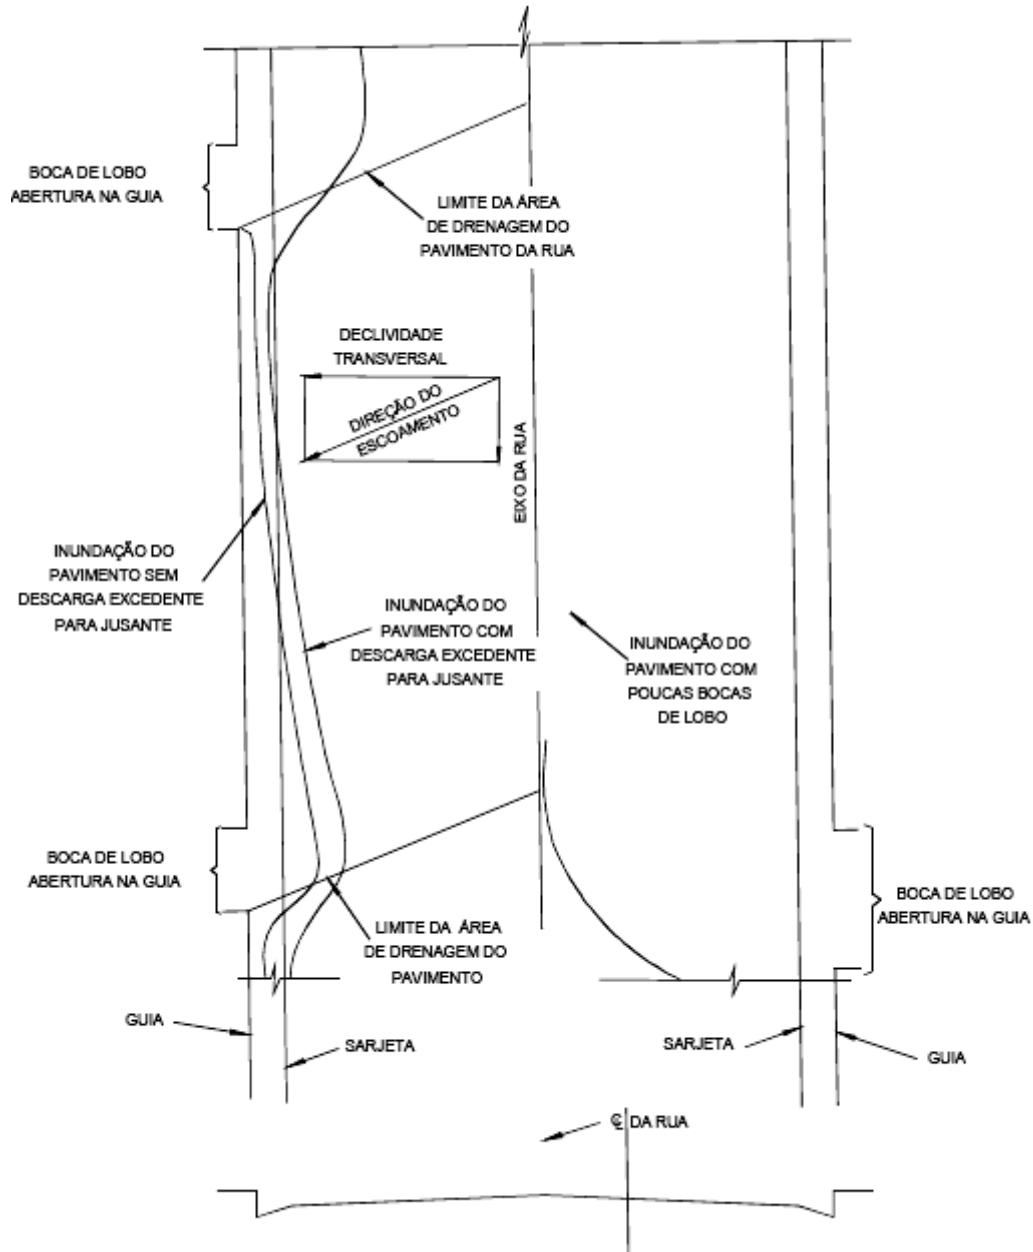 BOCA DE LOBO
ABERTURA NA GUIA
LIMITE DA ÁREA
DE DRENAGEM DO
PAVIMENTO DA RUA
DECLIVIDADE
TRANSVERSAL
DIREÇÃO DO
ESCOAMENTO
EIXO DA RUA
INUNDAÇÃO DO
PAVIMENTO SEM
DESCARGA EXCEDENTE
PARA JUSANTE
INUNDAÇÃO DO
PAVIMENTO COM
DESCARGA EXCEDENTE
PARA JUSANTE
INUNDAÇÃO DO
PAVIMENTO COM
POUCAS BOCAS
DE LOBO
BOCA DE LOBO
ABERTURA NA GUIA
BOCA DE LOBO
ABERTURA NA GUIA
LIMITE DA ÁREA
DE DRENAGEM DO
PAVIMENTO
GUIA
SARJETA
SARJETA
GUIA
℄ DA RUA